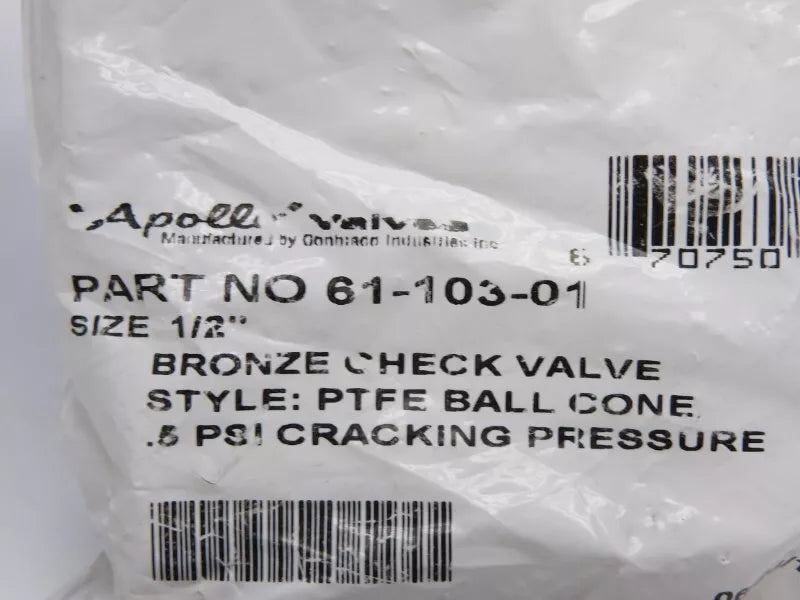 "Apollo" Valves
Manufactured by Conbraco Industries Inc
6 70750
PART NO 61-103-01
SIZE 1/2"
BRONZE CHECK VALVE
STYLE: PTFE BALL CONE
.5 PSI CRACKING PRESSURE